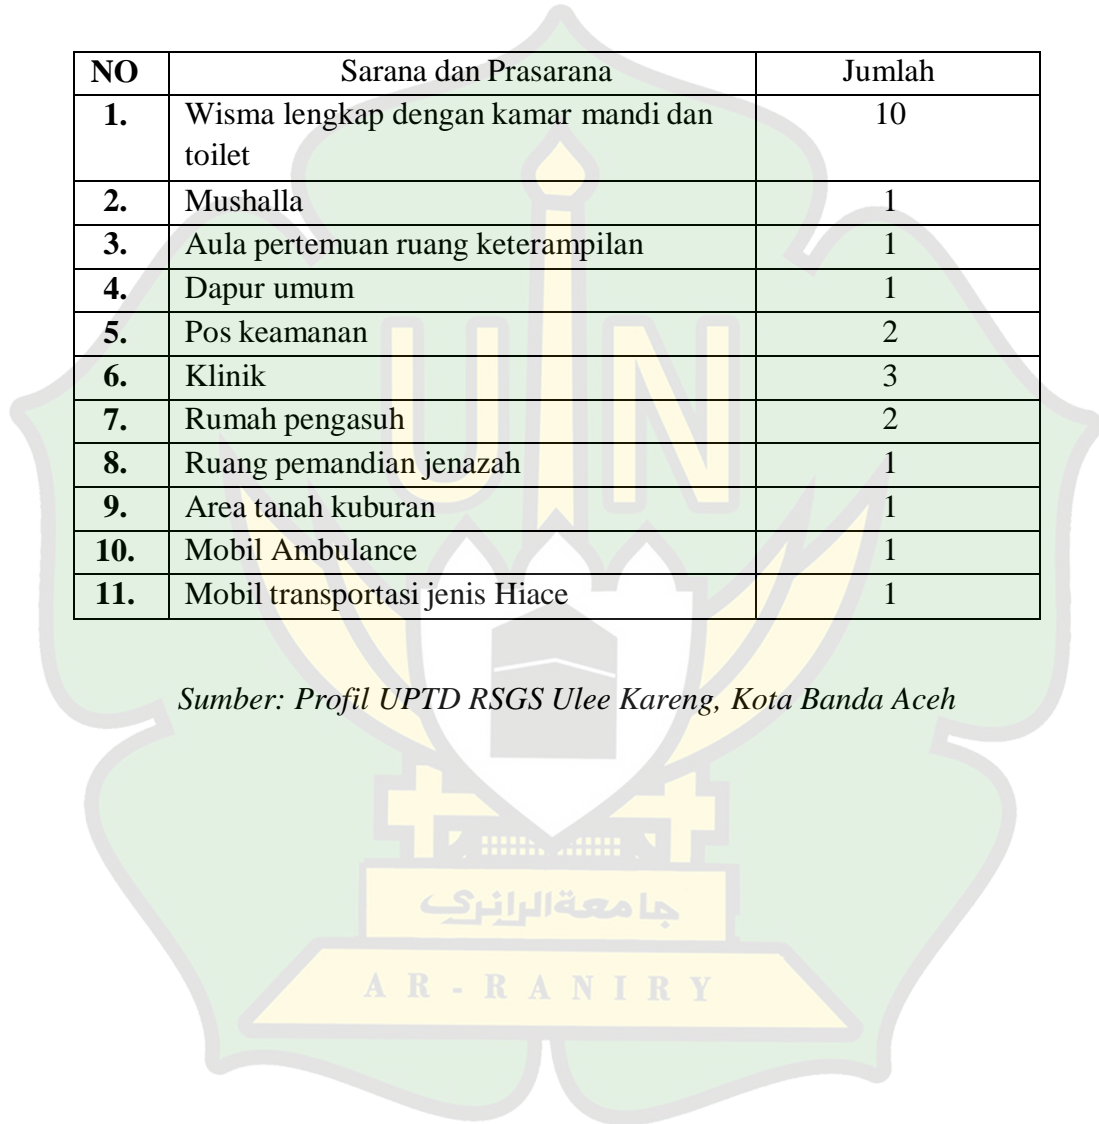 NO Sarana dan Prasarana Jumlah
1. Wisma lengkap dengan kamar mandi dan 10
toilet
2. Mushalla 1
3. Aula pertemuan ruang keterampilan 1
4. Dapur umum 1
5. Pos keamanan 2
6. Klinik 3
7. Rumah pengasuh 2
8. Ruang pemandian jenazah 1
9. Area tanah kuburan 1
10. Mobil Ambulance 1
11. Mobil transportasi jenis Hiace 1
UIN
Sumber: Profil UPTD RSGS Ulee Kareng, Kota Banda Aceh
جامعةالرانري
AR-RANIRY